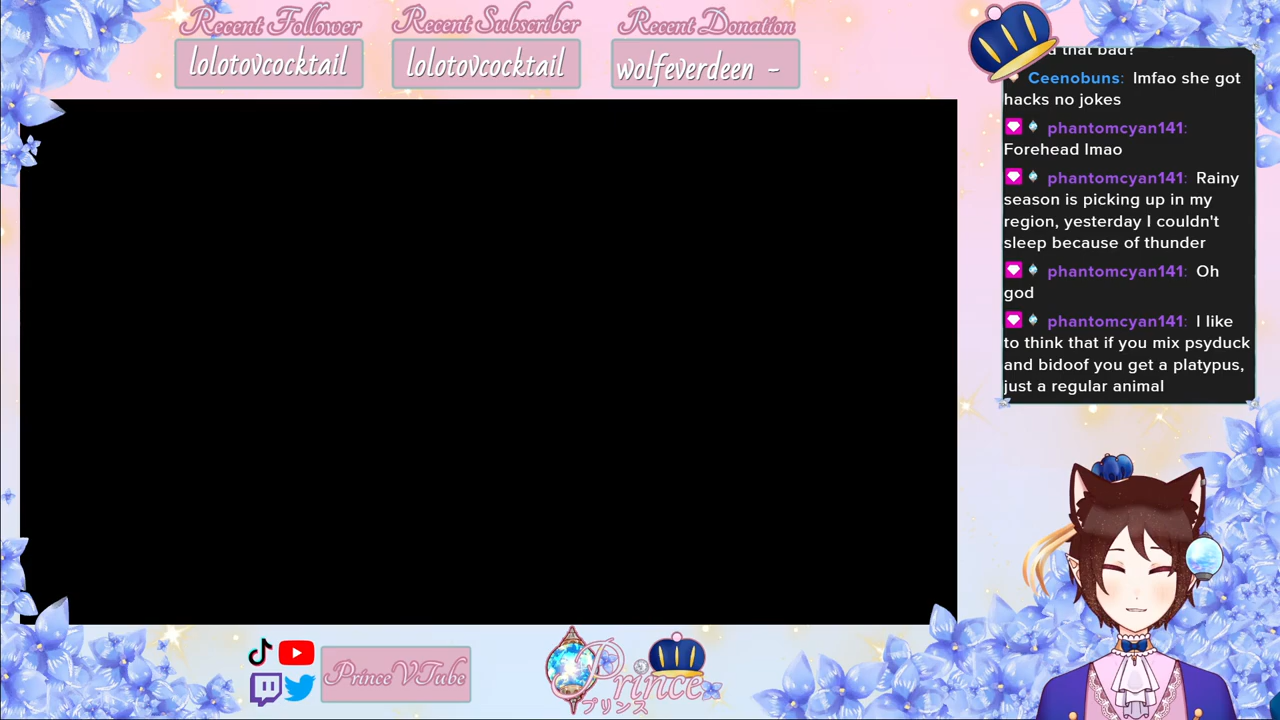 Recent Follower
Recent Subscriber
Recent Donation
lolotovcocktail
lolotovcocktail
wolfeverdeen -
a that bad?
Ceenobuns: lmfao she got
hacks no jokes
phantomcyan141:
Forehead lmao
phantomcyan141: Rainy
season is picking up in my
region, yesterday I couldn't
sleep because of thunder
phantomcyan141: Oh
god
phantomcyan141: I like
to think that if you mix psyduck
and bidoof you get a platypus,
just a regular animal
PrinceVTube
Prince
プリンス